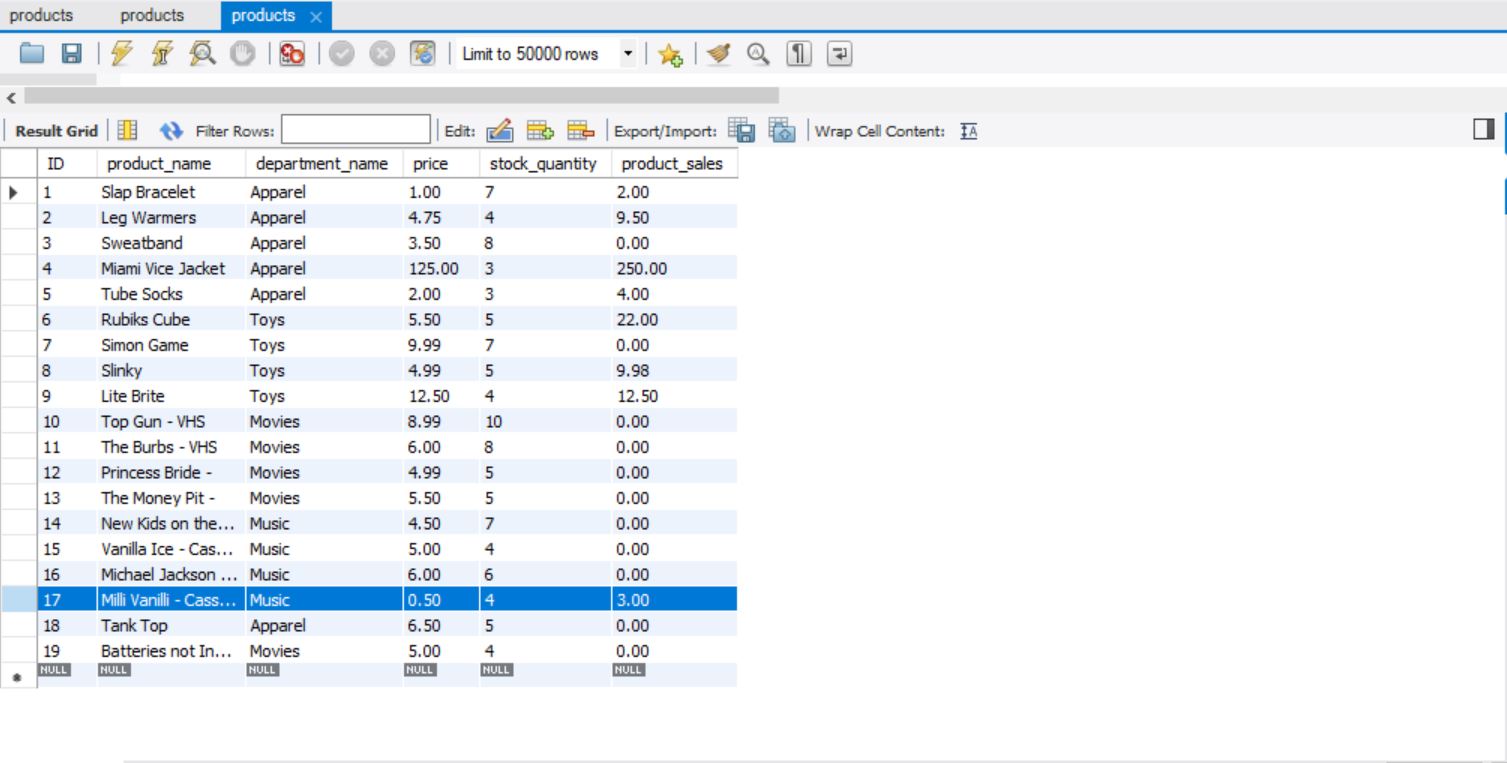 products products products
Limit to 50000 rows
Result Grid Filter Rows: Edit: Export/Import: Wrap Cell Content:
ID product_name department_name price stock_quantity product_sales
1 Slap Bracelet Apparel 1.00 7 2.00
2 Leg Warmers Apparel 4.75 4 9.50
3 Sweatband Apparel 3.50 8 0.00
4 Miami Vice Jacket Apparel 125.00 3 250.00
5 Tube Socks Apparel 2.00 3 4.00
6 Rubiks Cube Toys 5.50 5 22.00
7 Simon Game Toys 9.99 7 0.00
8 Slinky Toys 4.99 5 9.98
9 Lite Brite Toys 12.50 4 12.50
10 Top Gun - VHS Movies 8.99 10 0.00
11 The Burbs - VHS Movies 6.00 8 0.00
12 Princess Bride - Movies 4.99 5 0.00
13 The Money Pit - Movies 5.50 5 0.00
14 New Kids on the... Music 4.50 7 0.00
15 Vanilla Ice - Cas... Music 5.00 4 0.00
16 Michael Jackson ... Music 6.00 6 0.00
17 Milli Vanilli - Cass... Music 0.50 4 3.00
18 Tank Top Apparel 6.50 5 0.00
19 Batteries not In... Movies 5.00 4 0.00
NULL NULL NULL NULL NULL NULL